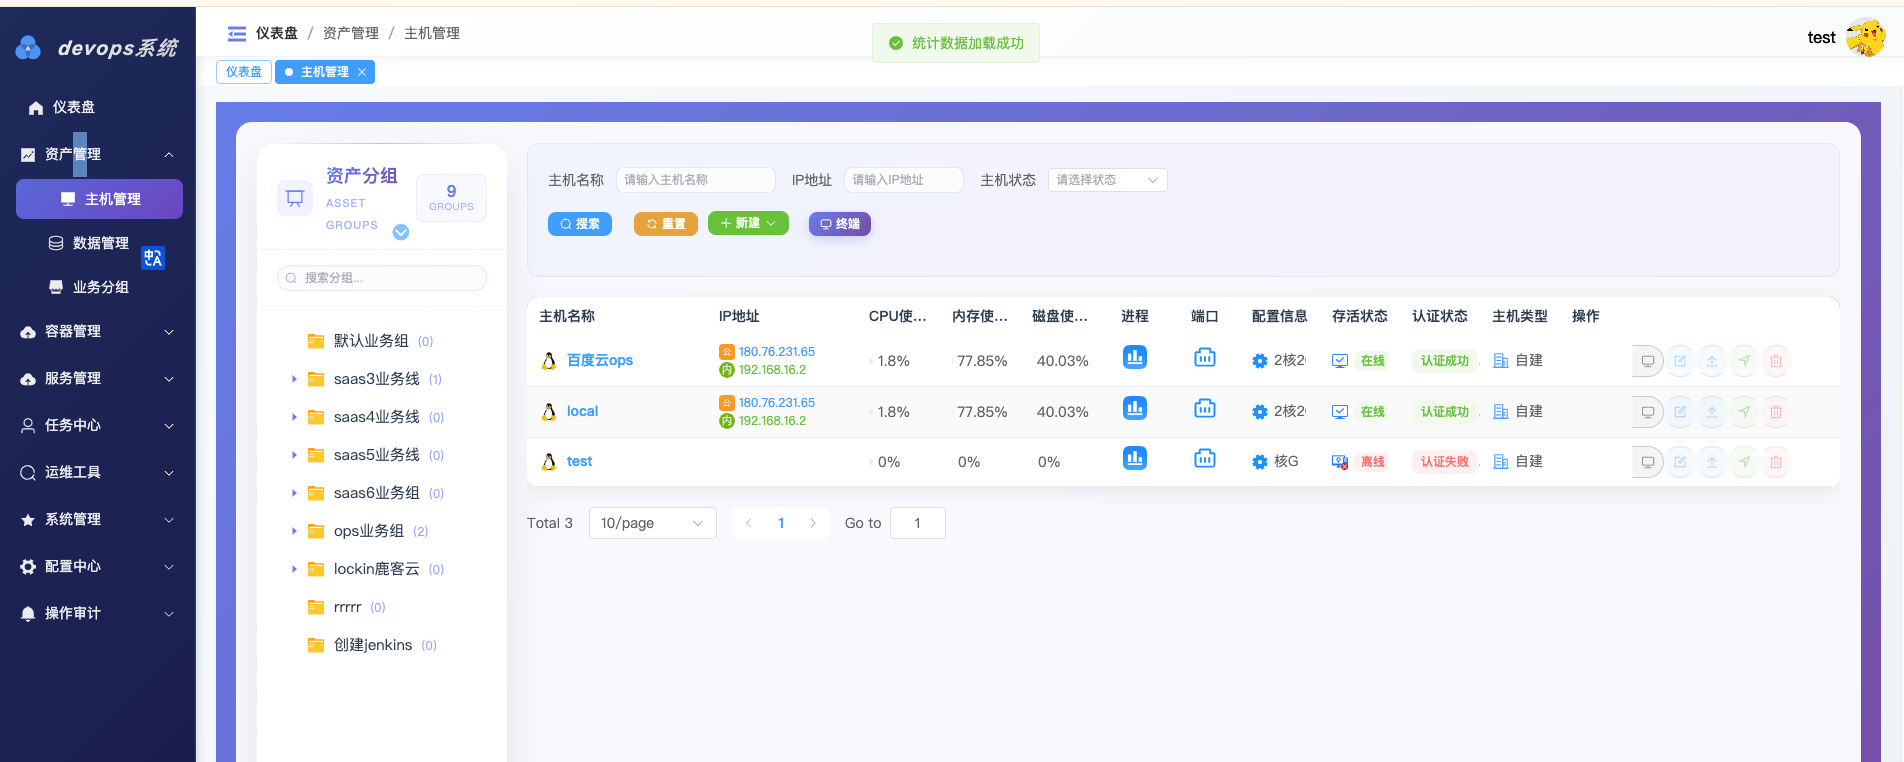 devops系统
仪表盘
资产管理
主机管理
数据管理
业务分组
容器管理
服务管理
任务中心
运维工具
系统管理
配置中心
操作审计
仪表盘 / 资产管理 / 主机管理
统计数据加载成功
test
仪表盘 主机管理
资产分组
ASSET
GROUPS
9
GROUPS
搜索分组...
默认业务组 (0)
saas3业务线 (1)
saas4业务线 (0)
saas5业务线 (0)
saas6业务组 (0)
ops业务组 (2)
lockin鹿客云 (0)
rrrrr (0)
创建jenkins (0)
主机名称 请输入主机名称 IP地址 请输入IP地址 主机状态 请选择状态
搜索 重置 新建 终端
主机名称 IP地址 CPU使... 内存使... 磁盘使... 进程 端口 配置信息 存活状态 认证状态 主机类型 操作
百度云ops 公 180.76.231.65 1.8% 77.85% 40.03% 2核2 在线 认证成功 自建
内 192.168.16.2
local 公 180.76.231.65 1.8% 77.85% 40.03% 2核2 在线 认证成功 自建
内 192.168.16.2
test 0% 0% 0% 核G 离线 认证失败 自建
Total 3 10/page 1 Go to 1